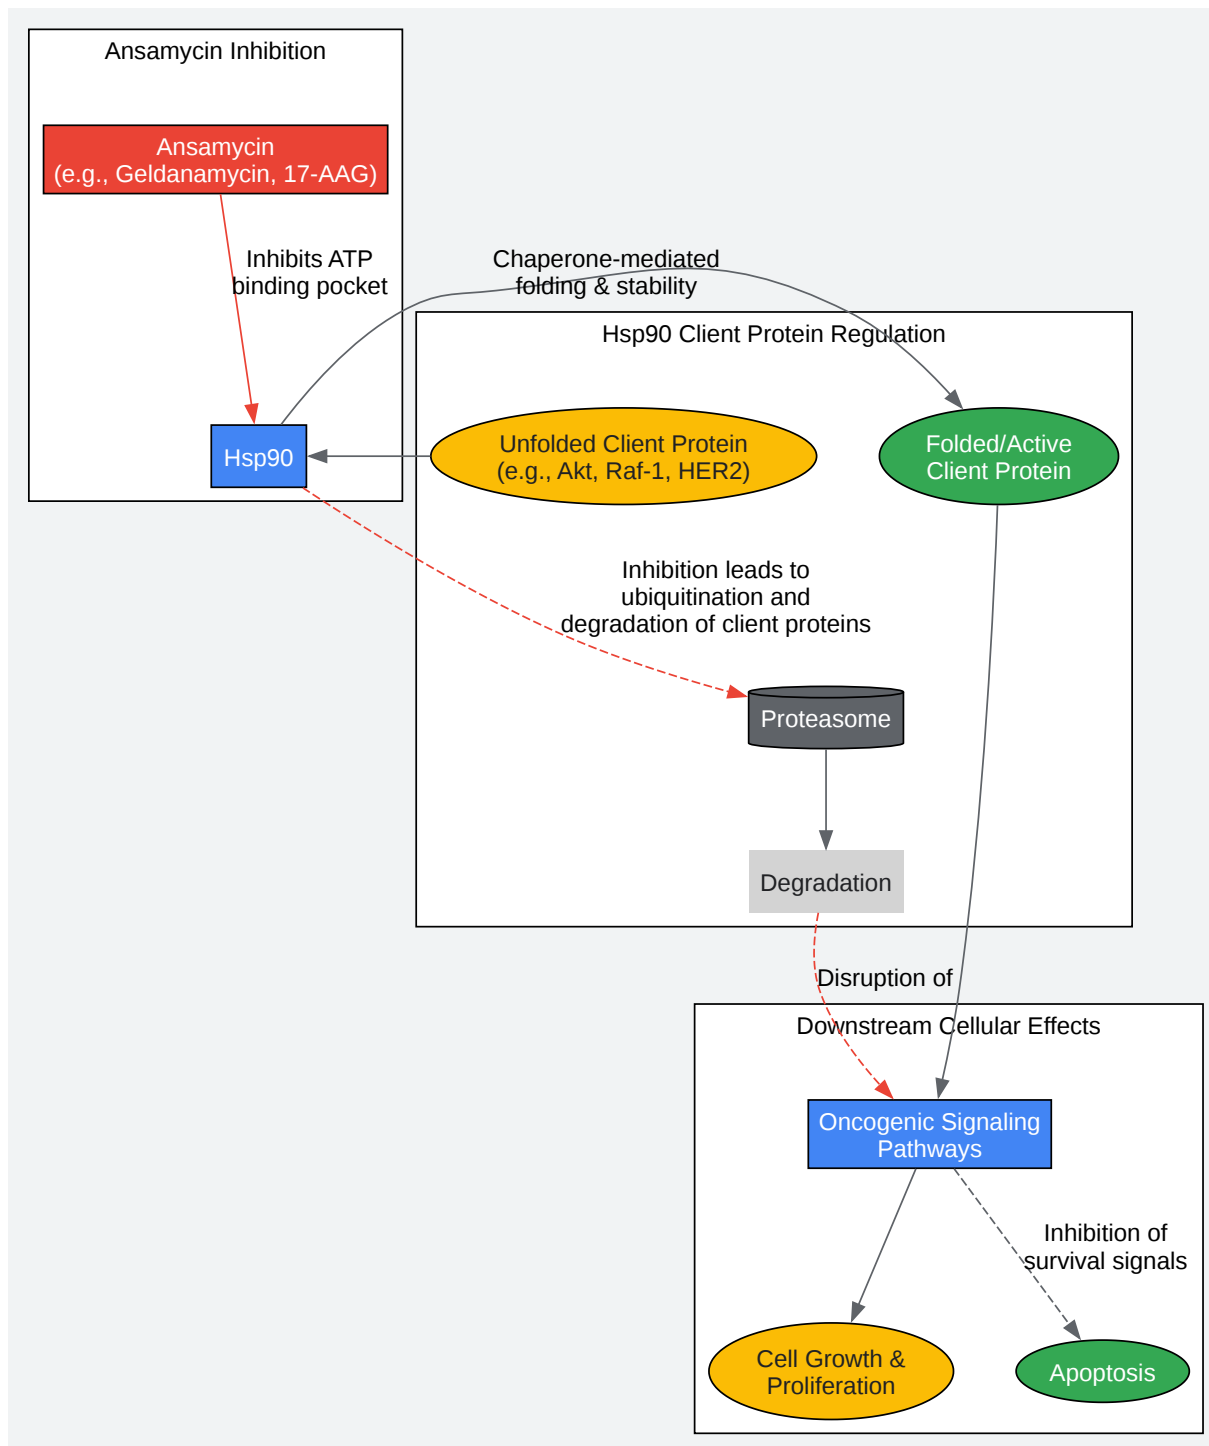 Ansamycin Inhibition
Ansamycin
(e.g., Geldanamycin, 17-AAG)
Inhibits ATP
binding pocket
Chaperone-mediated
folding & stability
Hsp90 Client Protein Regulation
Hsp90
Unfolded Client Protein
(e.g., Akt, Raf-1, HER2)
Folded/Active
Client Protein
Inhibition leads to
ubiquitination and
degradation of client proteins
Proteasome
Degradation
Disruption of
Downstream Cellular Effects
Oncogenic Signaling
Pathways
Inhibition of
survival signals
Cell Growth &
Proliferation
Apoptosis